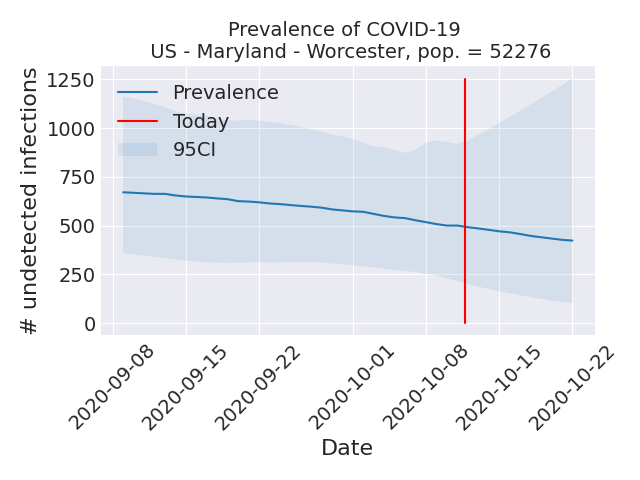 Prevalence of COVID-19
US - Maryland - Worcester, pop. = 52276
# undetected infections
1250
1000
750
500
250
0
Prevalence
Today
95CI
2020-09-08
2020-09-15
2020-09-22
2020-10-01
2020-10-08
2020-10-15
2020-10-22
Date